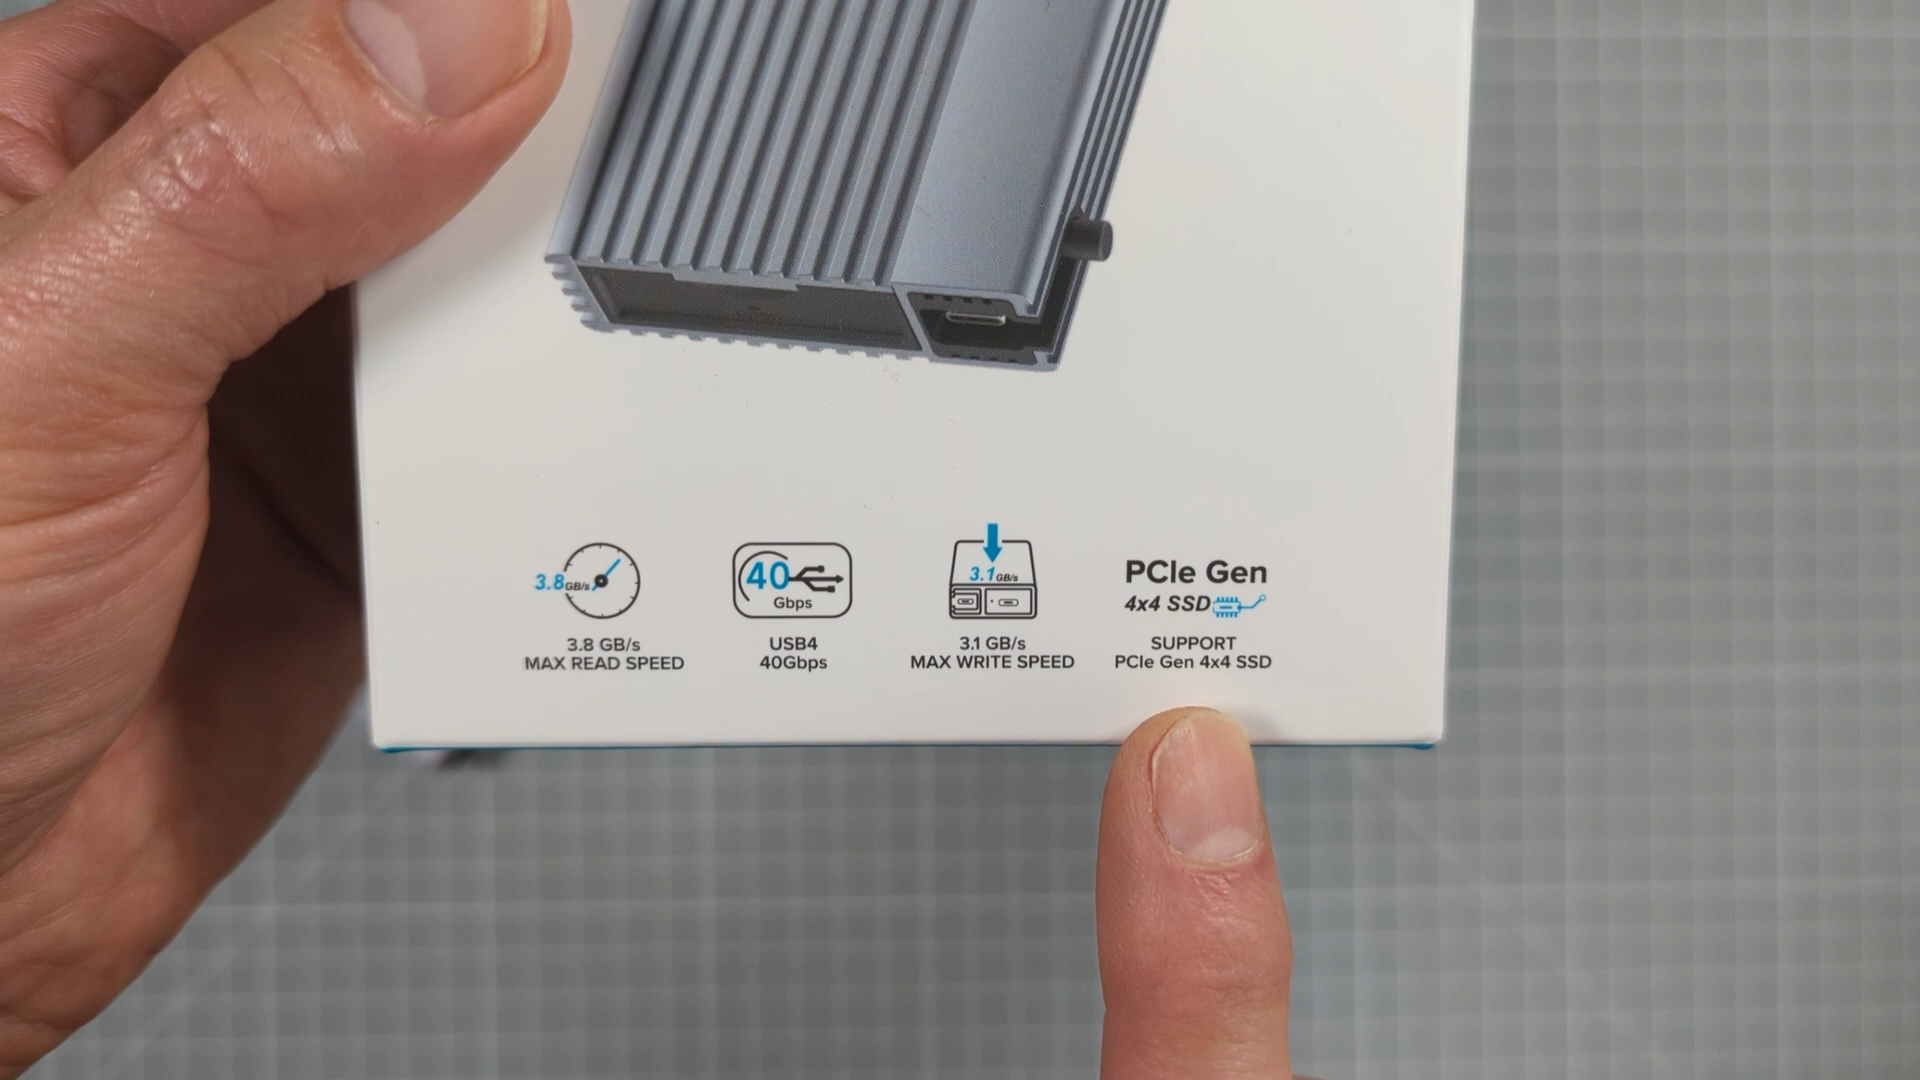 3.8GB/s
3.8 GB/s
MAX READ SPEED
40
Gbps
USB4
40Gbps
3.1GB/s
3.1 GB/s
MAX WRITE SPEED
PCIe Gen
4x4 SSD
SUPPORT
PCIe Gen 4x4 SSD